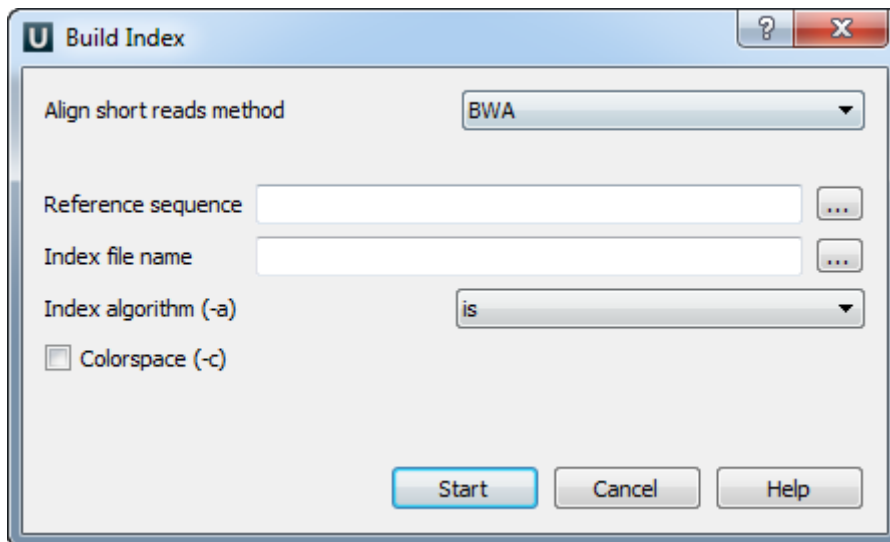 U Build Index
Align short reads method BWA
Reference sequence ...
Index file name ...
Index algorithm (-a) is
Colorspace (-c)
Start Cancel Help